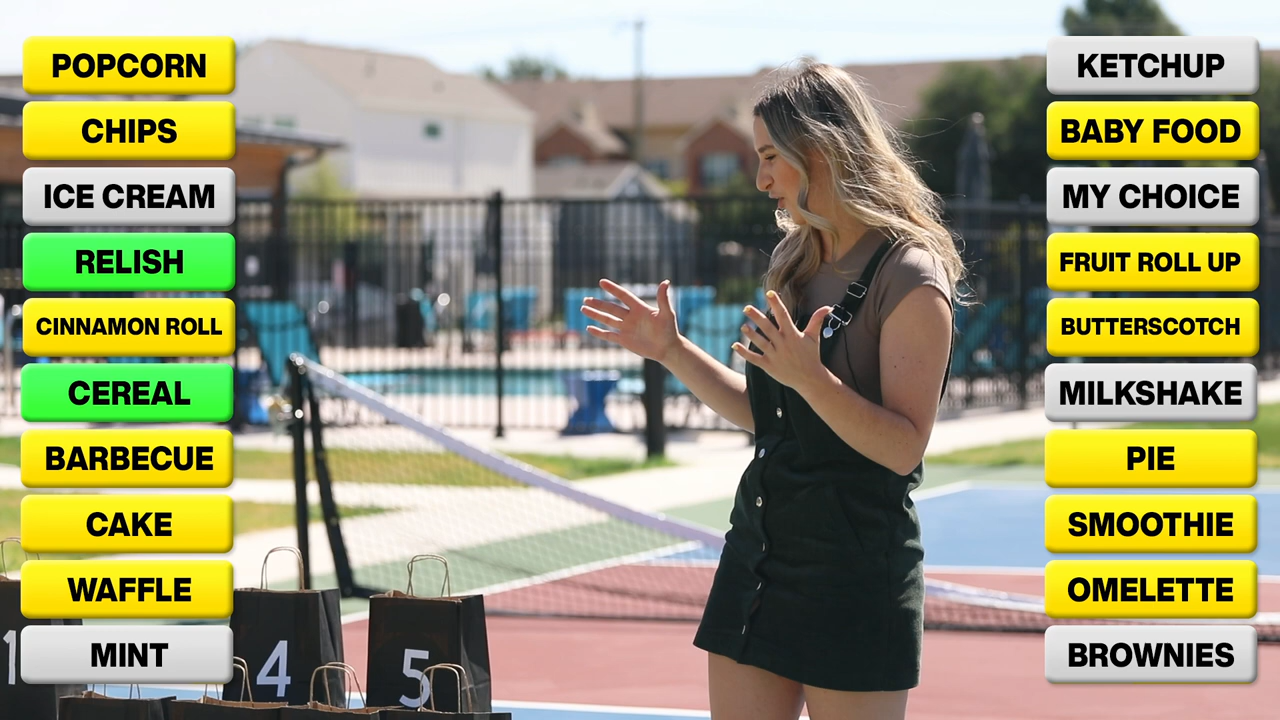 POPCORN
CHIPS
ICE CREAM
RELISH
CINNAMON ROLL
CEREAL
BARBECUE
CAKE
WAFFLE
MINT
KETCHUP
BABY FOOD
MY CHOICE
FRUIT ROLL UP
BUTTERSCOTCH
MILKSHAKE
PIE
SMOOTHIE
OMELETTE
BROWNIES
1
4
5